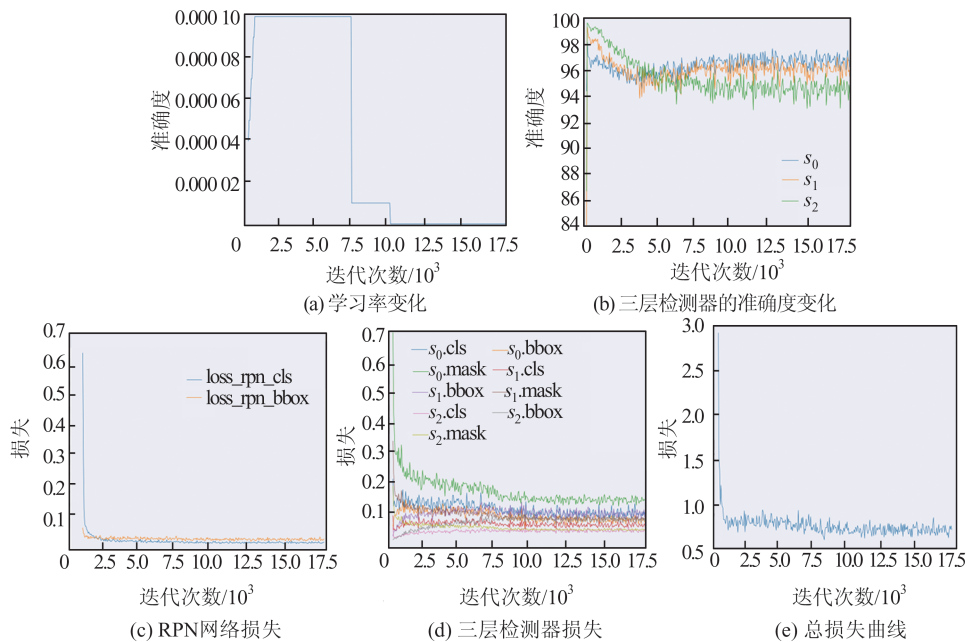 0.000 10
0.000 08
0.000 06
0.000 04
0.000 02
准确度
0 2.5 5.0 7.5 10.0 12.5 15.0 17.5
迭代次数/10³
(a) 学习率变化
100
98
96
94
92
90
88
86
84
准确度
s₀
s₁
s₂
0 2.5 5.0 7.5 10.0 12.5 15.0 17.5
迭代次数/10³
(b) 三层检测器的准确度变化
0.7
0.6
0.5
0.4
0.3
0.2
0.1
损失
loss_rpn_cls
loss_rpn_bbox
0 2.5 5.0 7.5 10.0 12.5 15.0 17.5
迭代次数/10³
(c) RPN网络损失
0.7
0.6
0.5
0.4
0.3
0.2
0.1
损失
s₀.cls s₀.bbox
s₀.mask s₁.cls
s₁.bbox s₁.mask
s₂.cls s₂.bbox
s₂.mask
0 2.5 5.0 7.5 10.0 12.5 15.0 17.5
迭代次数/10³
(d) 三层检测器损失
3.0
2.5
2.0
1.5
1.0
0.5
损失
0 2.5 5.0 7.5 10.0 12.5 15.0 17.5
迭代次数/10³
(e) 总损失曲线